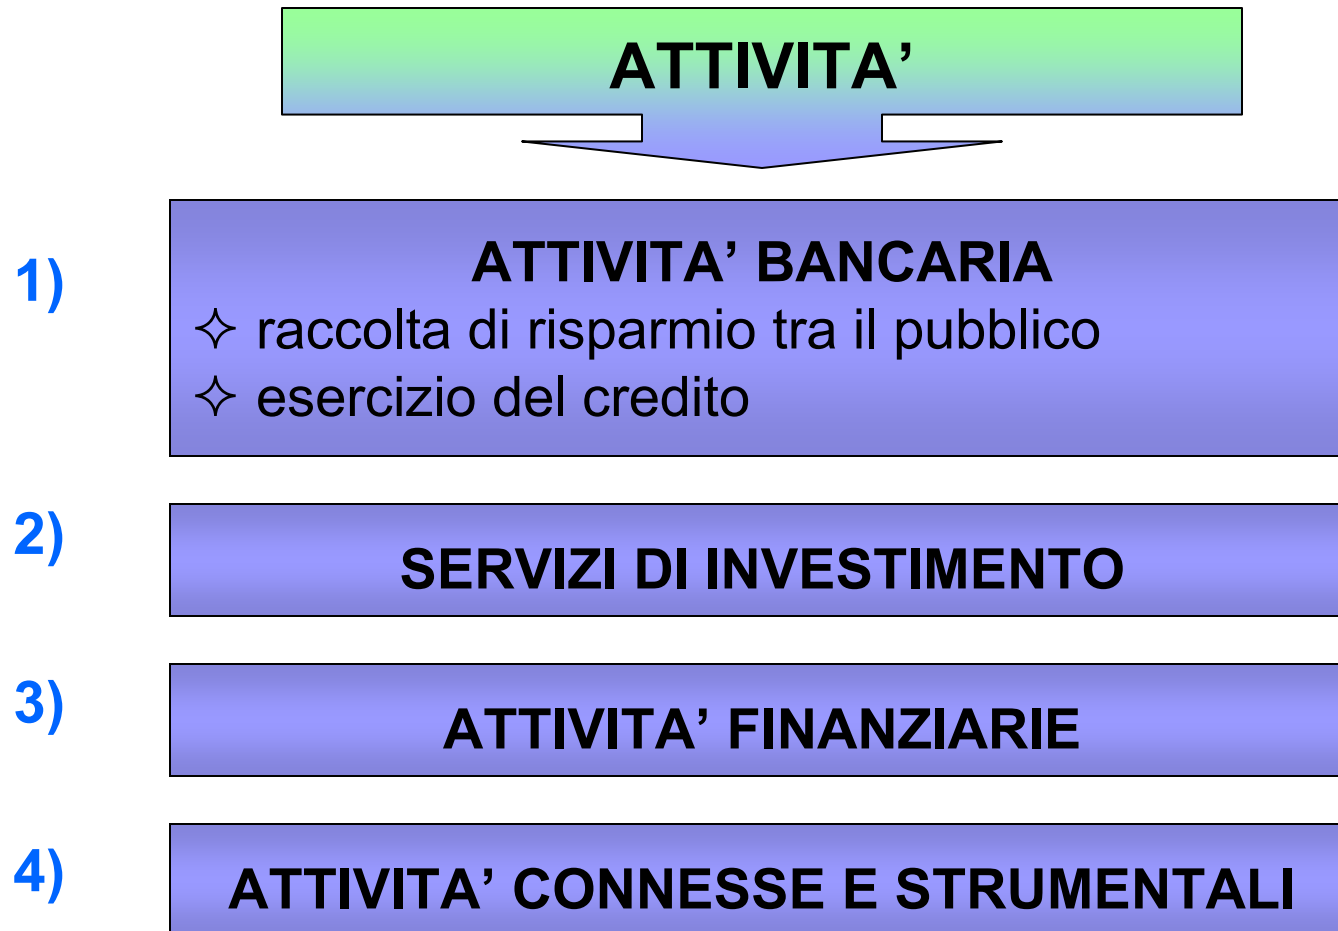 ATTIVITA’
1)
ATTIVITA’ BANCARIA
✧ raccolta di risparmio tra il pubblico
✧ esercizio del credito
2)
SERVIZI DI INVESTIMENTO
3)
ATTIVITA’ FINANZIARIE
4)
ATTIVITA’ CONNESSE E STRUMENTALI